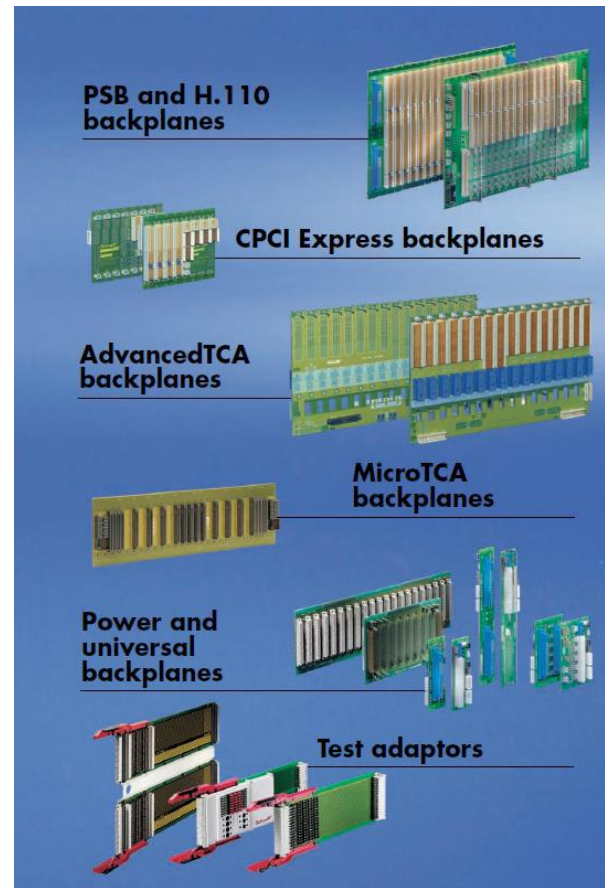 PSB and H.110
backplanes
CPCI Express backplanes
AdvancedTCA
backplanes
MicroTCA
backplanes
Power and
universal
backplanes
Test adaptors